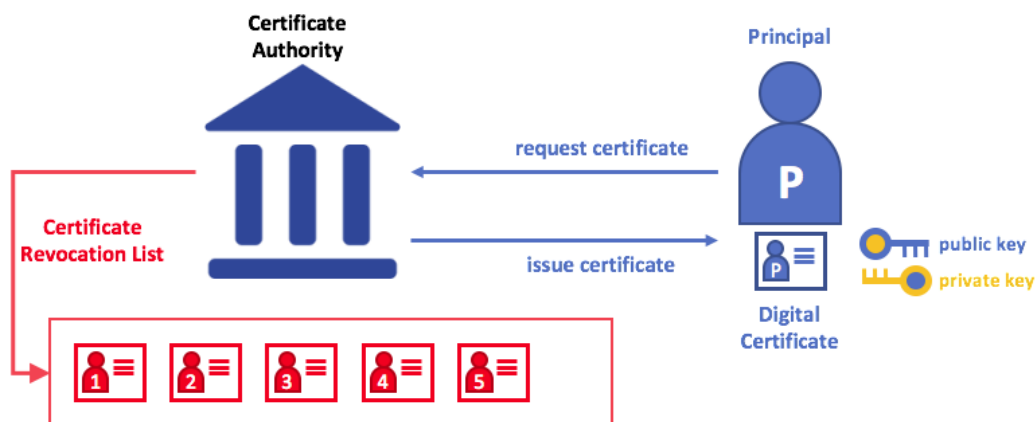 Certificate
Authority
Principal
request certificate
P
Certificate
Revocation List
issue certificate
P
public key
private key
Digital
Certificate
1
2
3
4
5